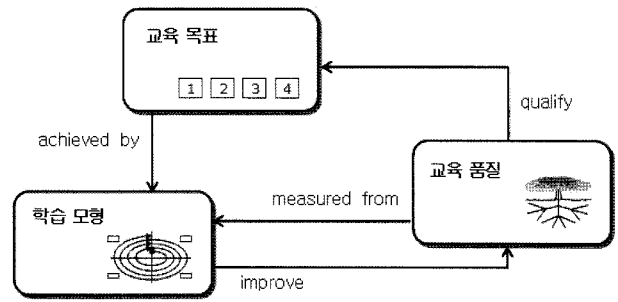 교육 목표
1 2 3 4
qualify
achieved by
교육 품질
measured from
학습 모형
improve